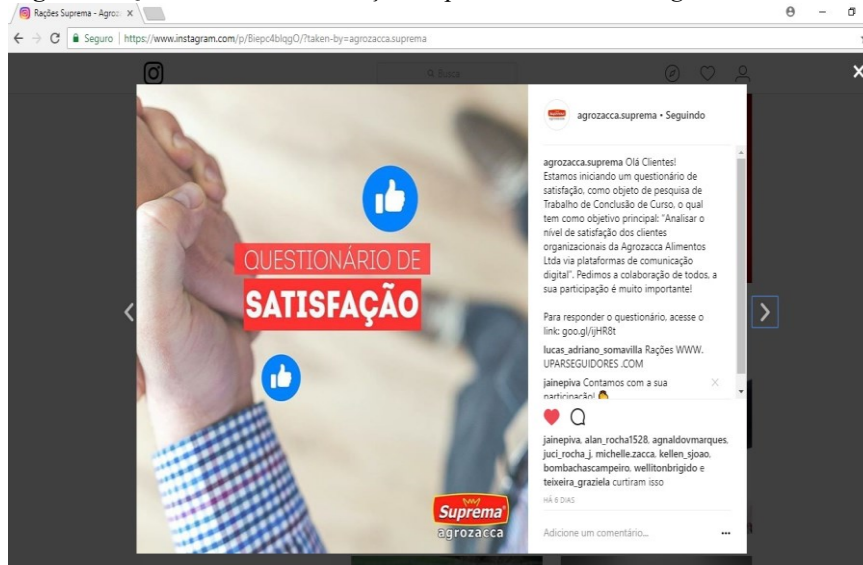 Rações Suprema - Agro
Seguro | https://www.instagram.com/p/Biepc4blqgO/?taken-by=agrozacca.suprema
Busca
agrozacca.suprema • Seguindo
agrozacca.suprema Olá Clientes!
Estamos iniciando um questionário de
satisfação, como objeto de pesquisa de
Trabalho de Conclusão de Curso, o qual
tem como objetivo principal: "Analisar o
nível de satisfação dos clientes
organizacionais da Agrozacca Alimentos
Ltda via plataformas de comunicação
digital". Pedimos a colaboração de todos, a
sua participação é muito importante!
Para responder o questionário, acesse o
link: goo.gl/ijHR8t
lucas_adriano_somavilla Rações WWW.
UPARSEGUIDORES .COM
jainepiva Contamos com a sua
participação!
jainepiva, alan_rocha1528, agnaldovmarques,
juci_rocha_j, michelle.zacca, kellen_sjoao,
bombachascampeiro, wellitonbrigido e
teixeira_graziela curtiram isso
HÁ 6 DIAS
Adicione um comentário...
QUESTIONÁRIO DE
SATISFAÇÃO
Suprema
agrozacca